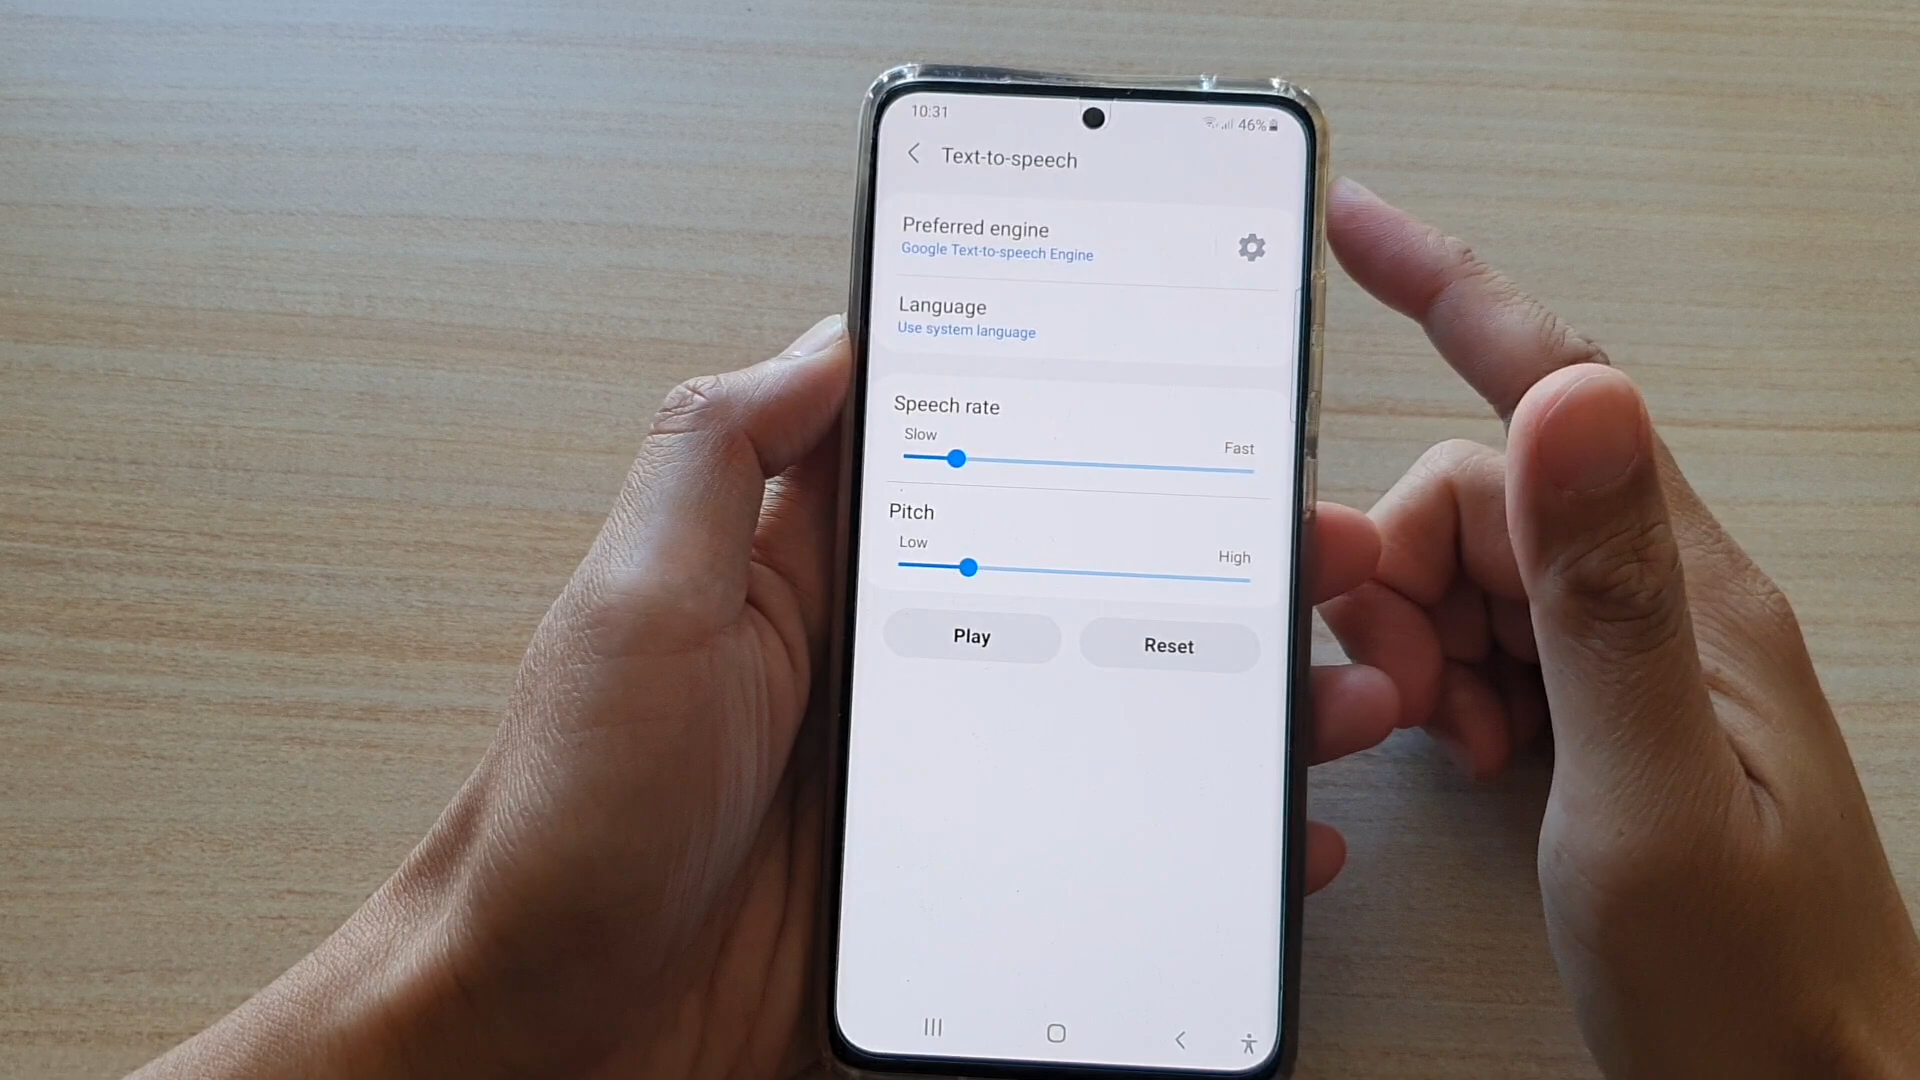 10:31
46%
Text-to-speech
Preferred engine
Google Text-to-speech Engine
Language
Use system language
Speech rate
Slow Fast
Pitch
Low High
Play Reset